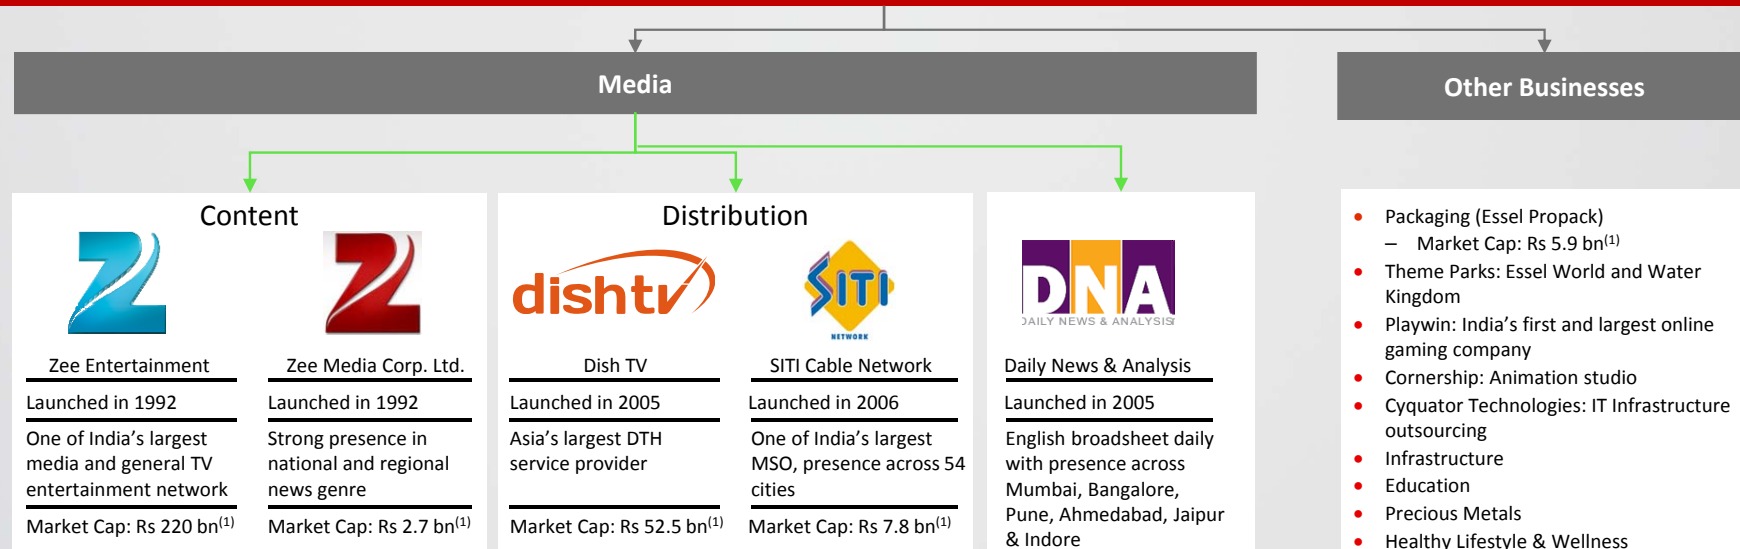 Media
Other Businesses
Content
Distribution
dishtv
SITI
NETWORK
DNA
DAILY NEWS & ANALYSIS
Zee Entertainment
Launched in 1992
One of India’s largest
media and general TV
entertainment network
Market Cap: Rs 220 bn(1)
Zee Media Corp. Ltd.
Launched in 1992
Strong presence in
national and regional
news genre
Market Cap: Rs 2.7 bn(1)
Dish TV
Launched in 2005
Asia’s largest DTH
service provider
Market Cap: Rs 52.5 bn(1)
SITI Cable Network
Launched in 2006
One of India’s largest
MSO, presence across 54
cities
Market Cap: Rs 7.8 bn(1)
Daily News & Analysis
Launched in 2005
English broadsheet daily
with presence across
Mumbai, Bangalore,
Pune, Ahmedabad, Jaipur
& Indore
• Packaging (Essel Propack)
– Market Cap: Rs 5.9 bn(1)
• Theme Parks: Essel World and Water
Kingdom
• Playwin: India’s first and largest online
gaming company
• Cornership: Animation studio
• Cyquator Technologies: IT Infrastructure
outsourcing
• Infrastructure
• Education
• Precious Metals
• Healthy Lifestyle & Wellness